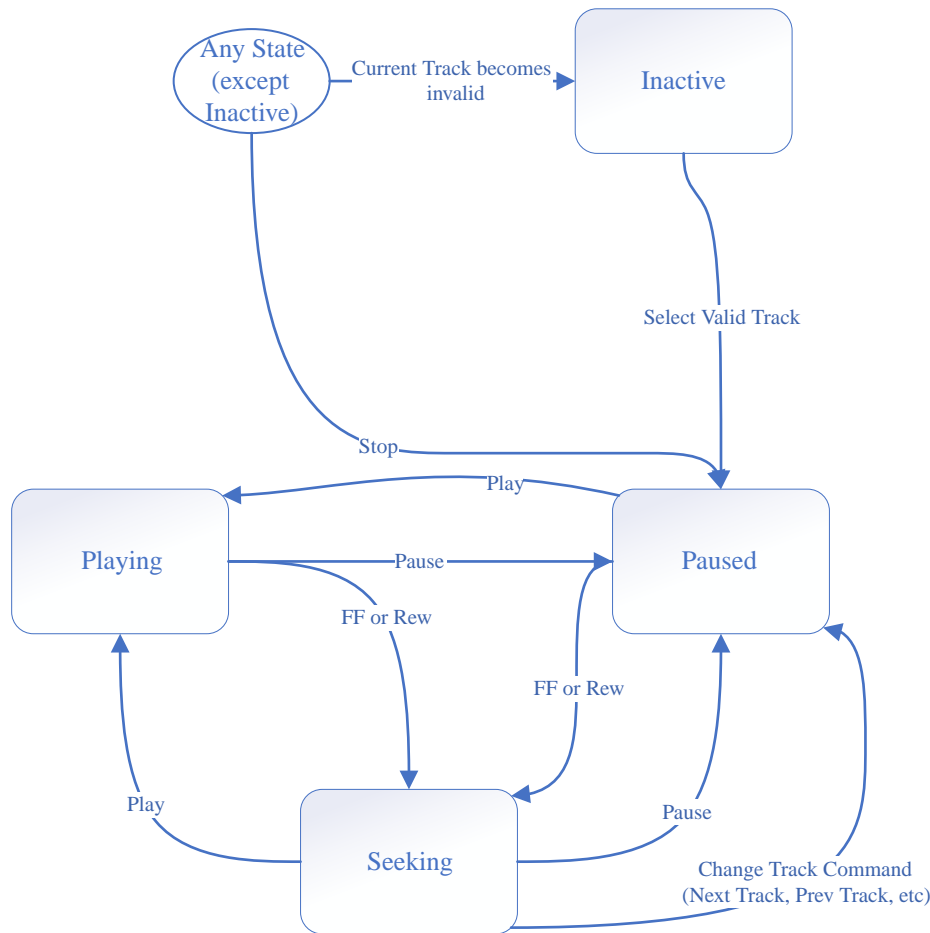 Any State
(except
Inactive)
Current Track becomes
invalid
Inactive
Select Valid Track
Stop
Play
Playing
Pause
Paused
FF or Rew
FF or Rew
Play
Pause
Seeking
Change Track Command
(Next Track, Prev Track, etc)